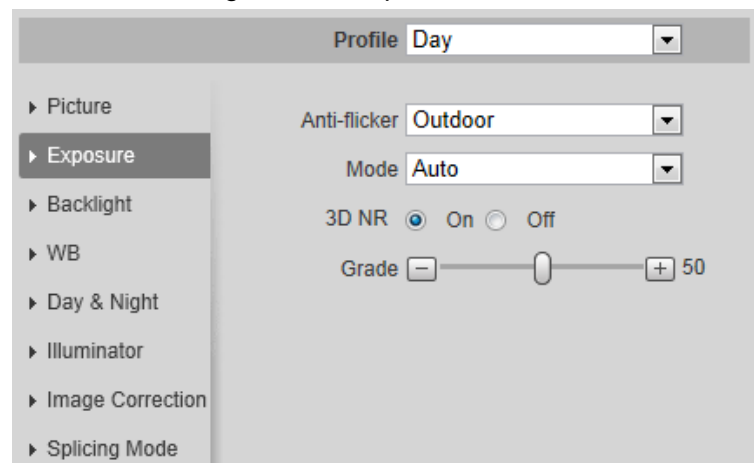 Profile Day
Picture
Exposure
Backlight
WB
Day & Night
Illuminator
Image Correction
Splicing Mode
Anti-flicker Outdoor
Mode Auto
3D NR On Off
Grade 50